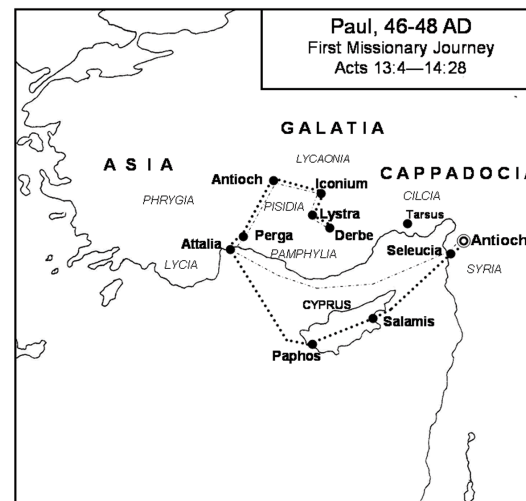 Paul, 46-48 AD
First Missionary Journey
Acts 13:4—14:28
GALATIA
LYCAONIA
ASIA
CAPPADOCIA
Antioch
Iconium
CILCIA
PHRYGIA
PISIDIA
Lystra
Tarsus
Perga
Derbe
Antioch
Attalia
PAMPHYLIA
Seleucia
LYCIA
SYRIA
CYPRUS
Salamis
Paphos